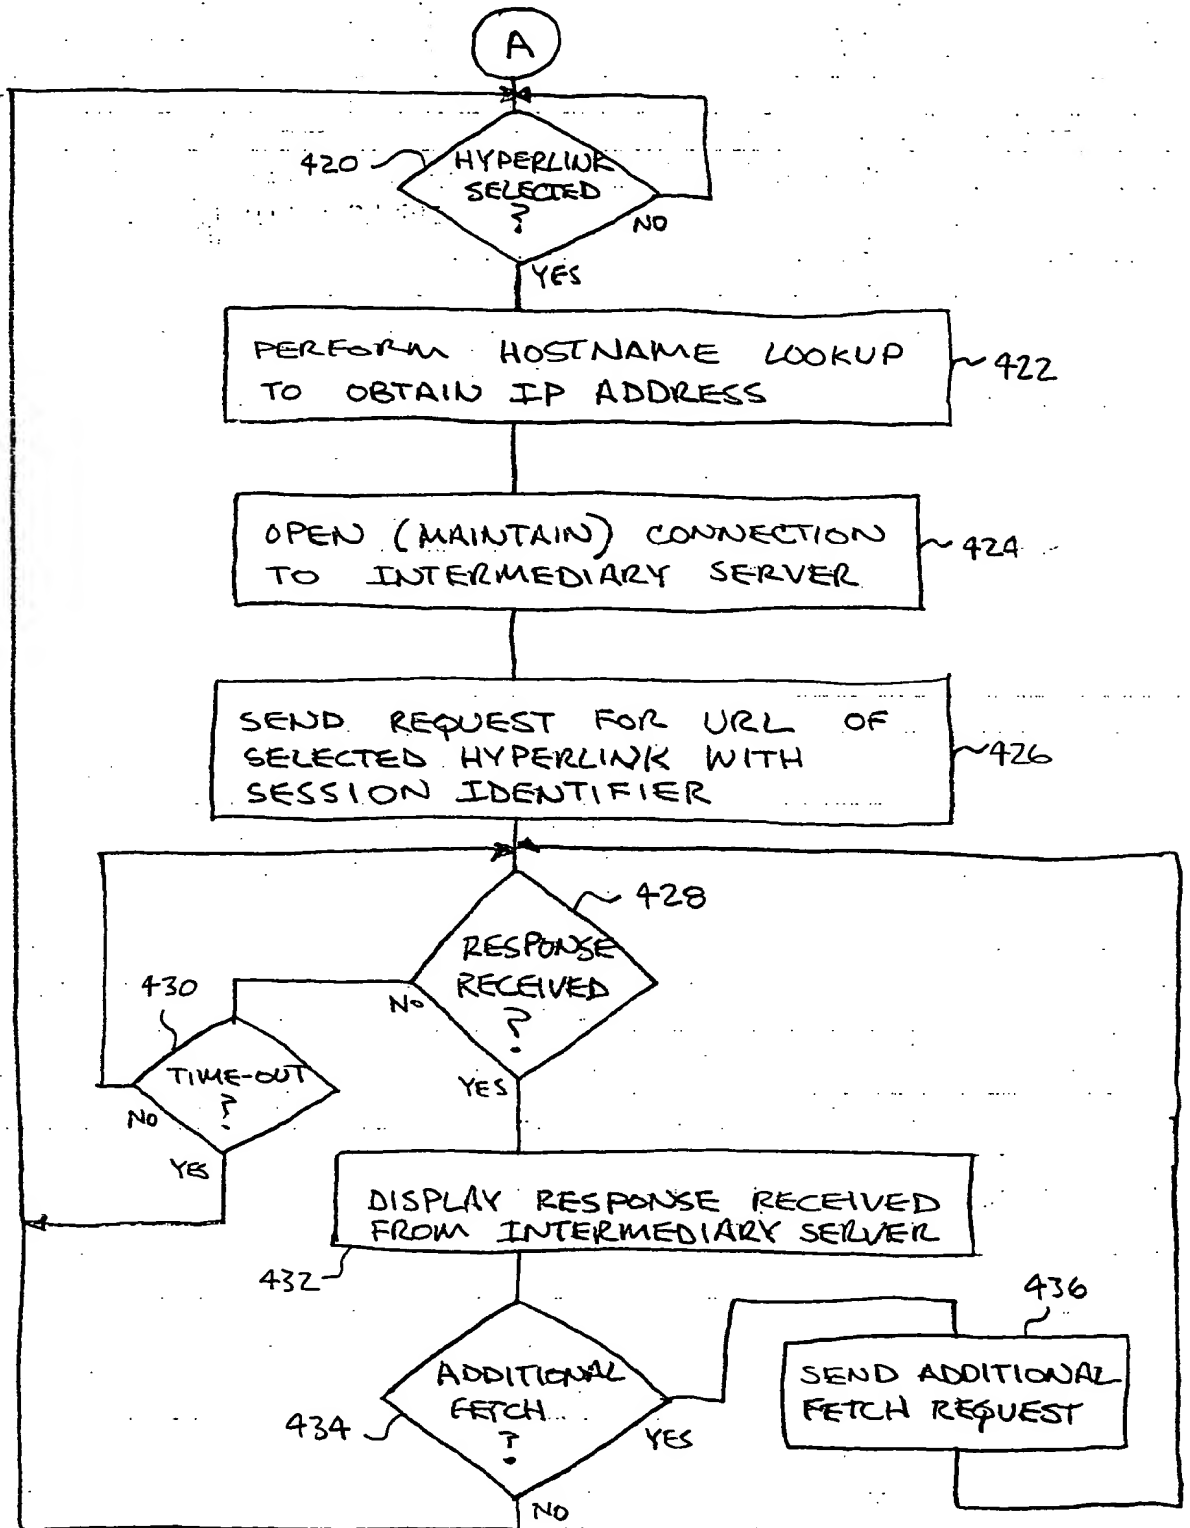 A
420
HYPERLINK
SELECTED
?
NO
YES
PERFORM HOSTNAME LOOKUP
TO OBTAIN IP ADDRESS
422
OPEN (MAINTAIN) CONNECTION
TO INTERMEDIARY SERVER
424
SEND REQUEST FOR URL OF
SELECTED HYPERLINK WITH
SESSION IDENTIFIER
426
428
RESPONSE
RECEIVED
?
NO
YES
430
TIME-OUT
?
NO
YES
DISPLAY RESPONSE RECEIVED
FROM INTERMEDIARY SERVER
432
ADDITIONAL
FETCH
?
434
YES
NO
436
SEND ADDITIONAL
FETCH REQUEST